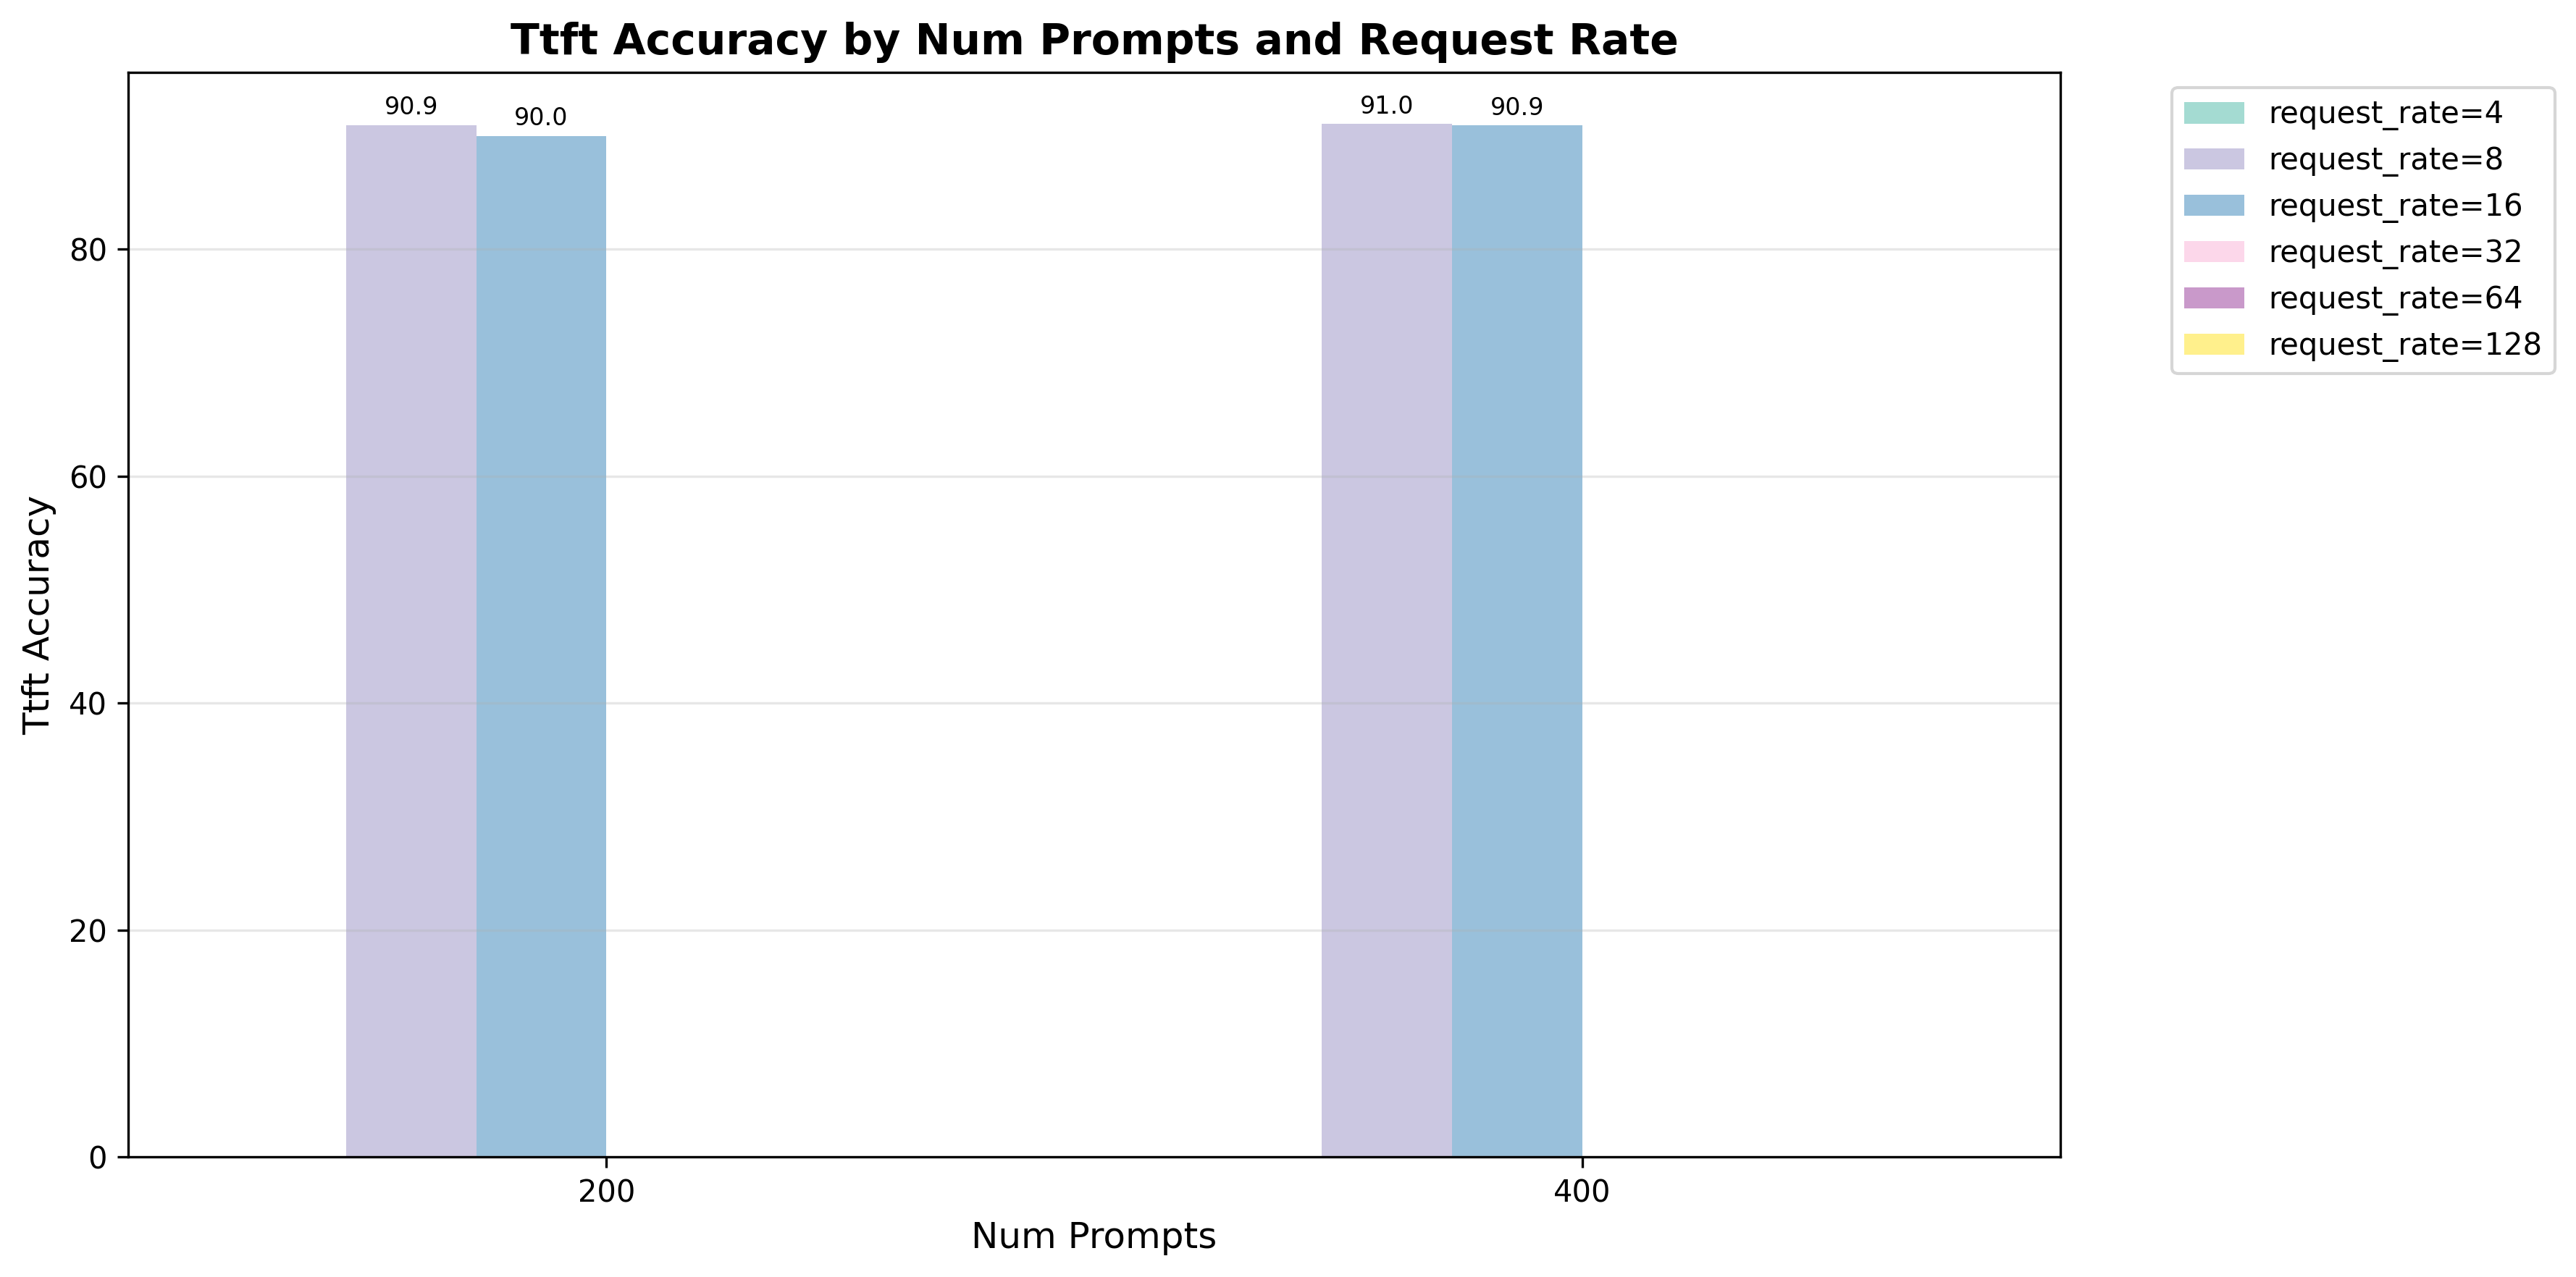 Ttft Accuracy by Num Prompts and Request Rate
90.9
90.0
91.0
90.9
request_rate=4
request_rate=8
request_rate=16
request_rate=32
request_rate=64
request_rate=128
Ttft Accuracy
80
60
40
20
0
200
400
Num Prompts